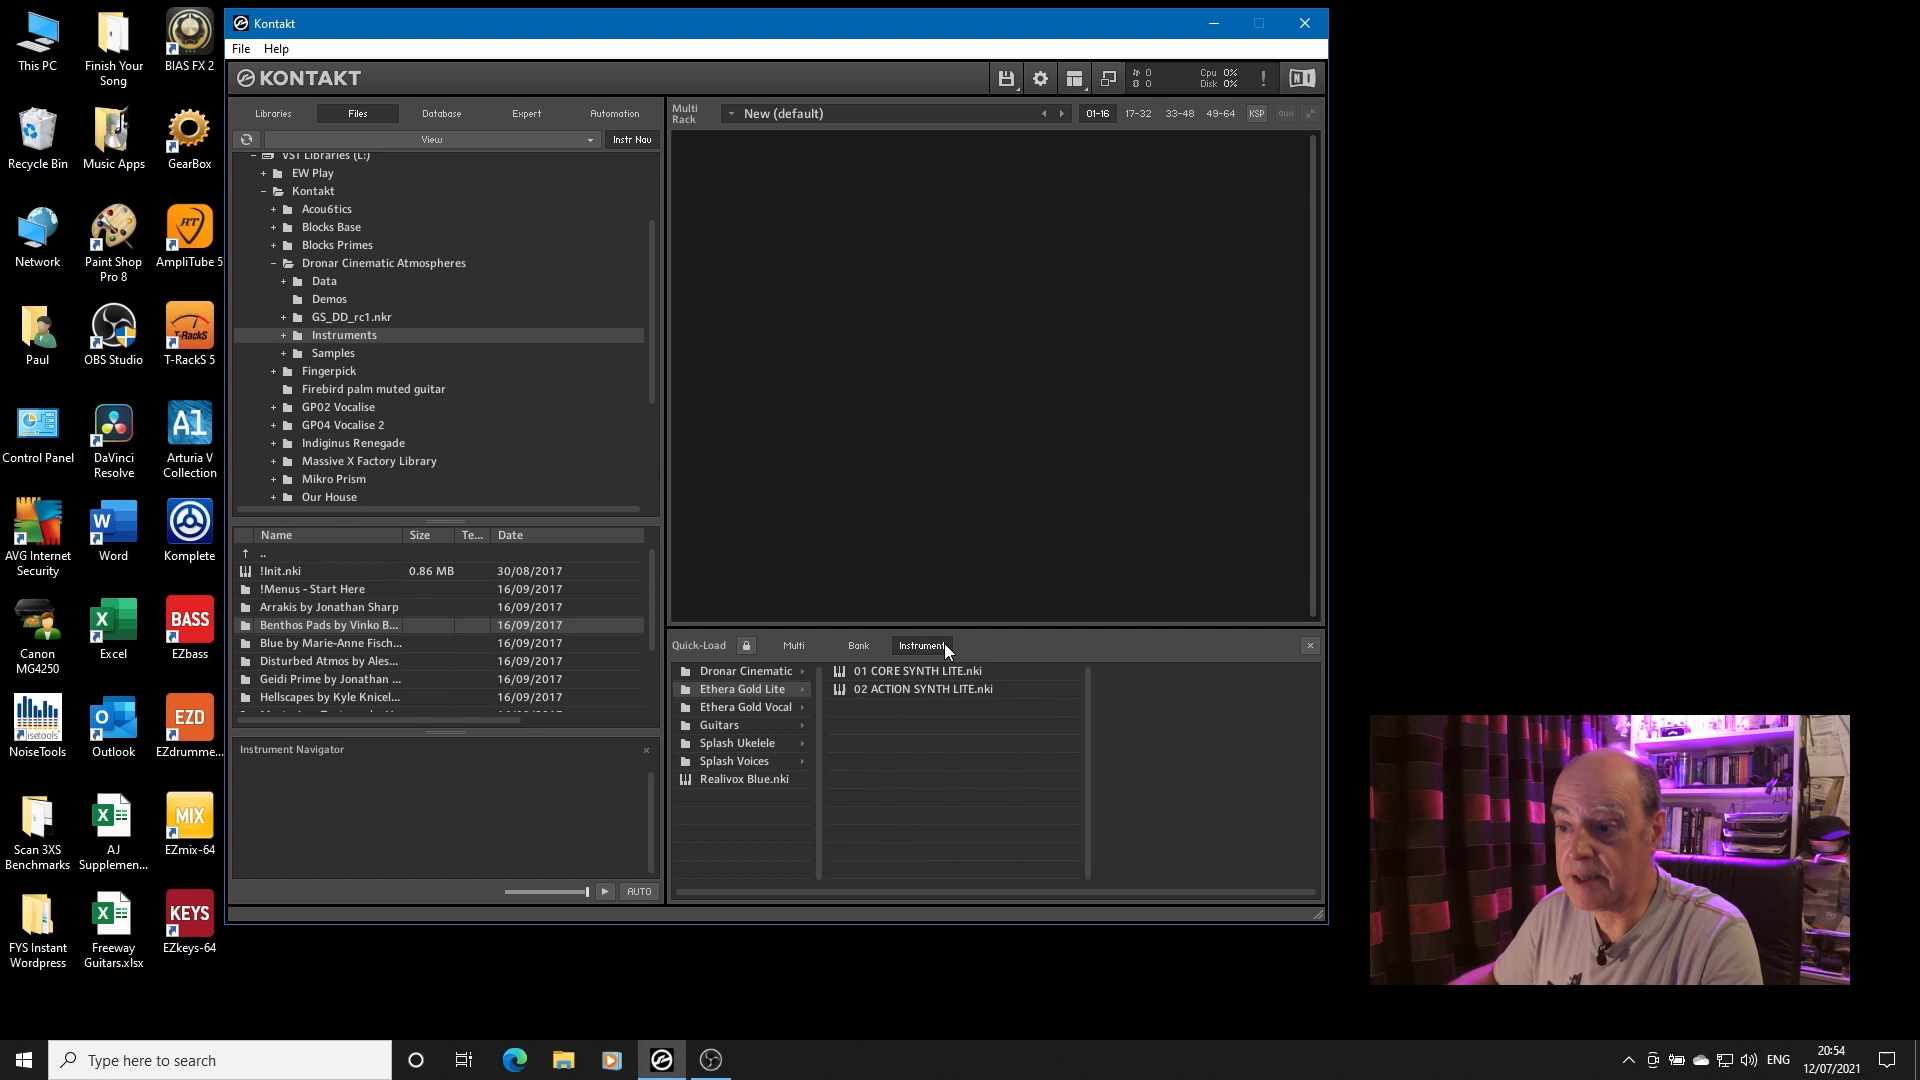 This PC
Finish Your
Song
BIAS FX 2
Recycle Bin
Music Apps
GearBox
Network
Paint Shop
Pro 8
AmpliTube 5
Paul
OBS Studio
T-RackS 5
Control Panel
DaVinci
Resolve
Arturia V
Collection
AVG Internet
Security
Word
Komplete
Canon
MG4250
Excel
EZbass
NoiseTools
Outlook
EZdrumme...
Scan 3XS
Benchmarks
AJ
Supplemen...
EZmix-64
FYS Instant
Wordpress
Freeway
Guitars.xlsx
EZkeys-64
BASS
EZD
MIX
KEYS
Kontakt
File Help
KONTAKT
0
0
Cpu 0%
Disk 0%
!
NI
Libraries Files Database Expert Automation
View
Instr Nav
VST Libraries (L:)
EW Play
Kontakt
Acou6tics
Blocks Base
Blocks Primes
Dronar Cinematic Atmospheres
Data
Demos
GS_DD_rc1.nkr
Instruments
Samples
Fingerpick
Firebird palm muted guitar
GP02 Vocalise
GP04 Vocalise 2
Indiginus Renegade
Massive X Factory Library
Mikro Prism
Our House
Name Size Te... Date
..
!Init.nki 0.86 MB 30/08/2017
!Menus - Start Here 16/09/2017
Arrakis by Jonathan Sharp 16/09/2017
Benthos Pads by Vinko B... 16/09/2017
Blue by Marie-Anne Fisch... 16/09/2017
Disturbed Atmos by Ales... 16/09/2017
Geidi Prime by Jonathan ... 16/09/2017
Hellscapes by Kyle Knicel... 16/09/2017
Instrument Navigator
AUTO
Multi
Rack
New (default)
01-16 17-32 33-48 49-64 KSP aux
Quick-Load Multi Bank Instrument
Dronar Cinematic
Ethera Gold Lite
Ethera Gold Vocal
Guitars
Splash Ukelele
Splash Voices
Realivox Blue.nki
01 CORE SYNTH LITE.nki
02 ACTION SYNTH LITE.nki
Type here to search
ENG
20:54
12/07/2021